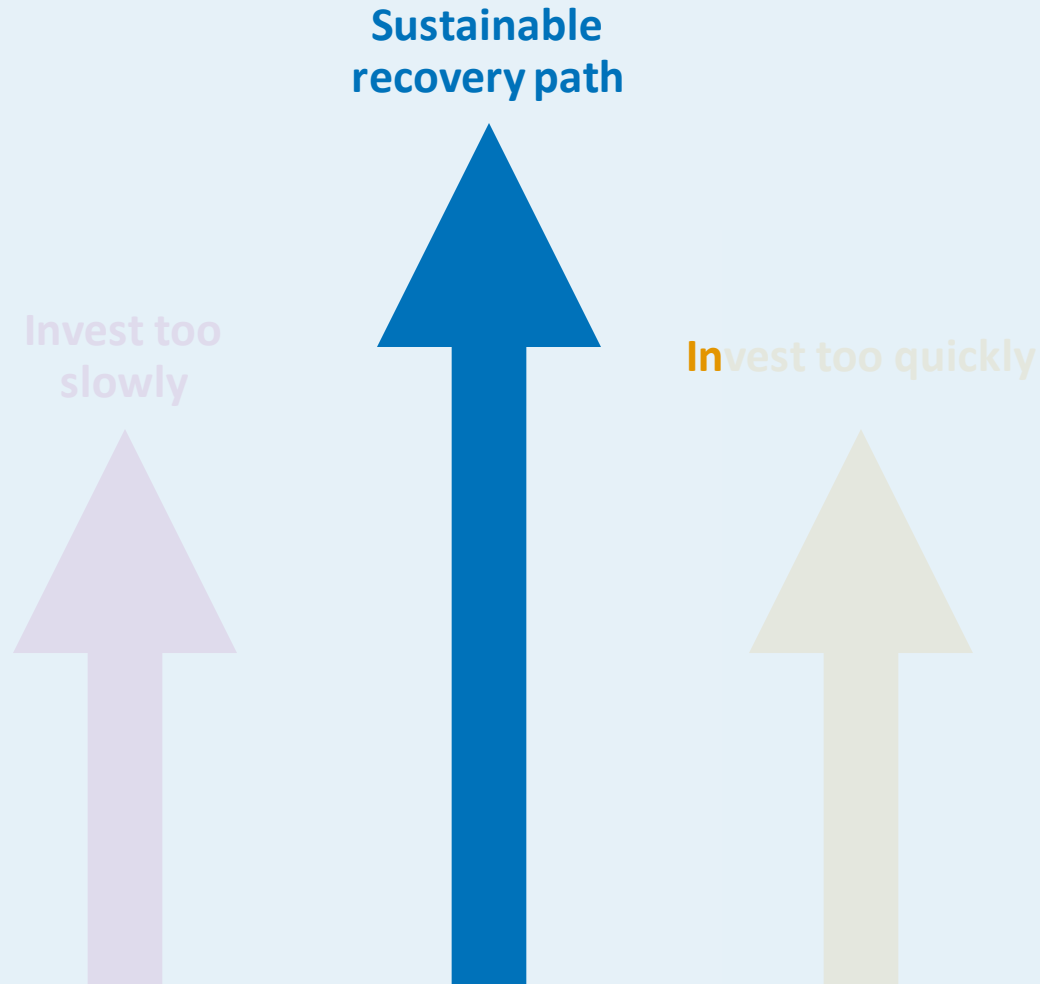 Sustainable
recovery path
Invest too
slowly
Invest too quickly